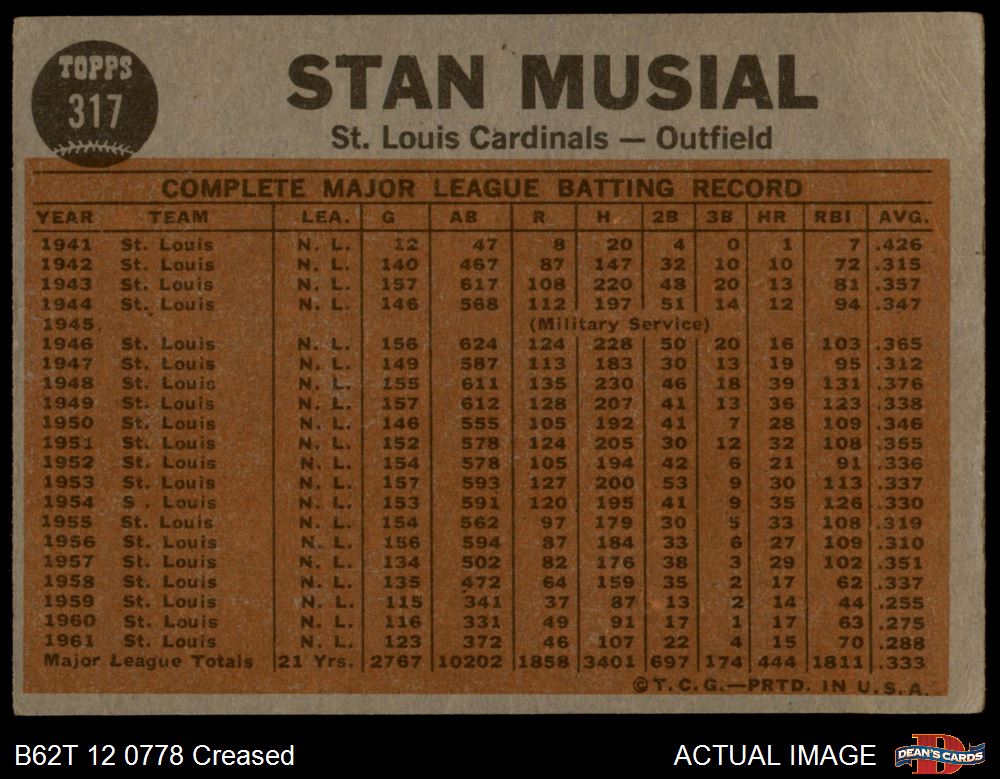 TOPPS
317
STAN MUSIAL
St. Louis Cardinals — Outfield
COMPLETE MAJOR LEAGUE BATTING RECORD
YEAR TEAM LEA. G AB R H 2B 3B HR RBI AVG.
1941 St. Louis N. L. 12 47 8 20 4 0 1 7 .426
1942 St. Louis N. L. 140 467 87 147 32 10 10 72 .315
1943 St. Louis N. L. 157 617 108 220 48 20 13 81 .357
1944 St. Louis N. L. 146 568 112 197 51 14 12 94 .347
1945 (Military Service)
1946 St. Louis N. L. 156 624 124 228 50 20 16 103 .365
1947 St. Louis N. L. 149 587 113 183 30 13 19 95 .312
1948 St. Louis N. L. 155 611 135 230 46 18 39 131 .376
1949 St. Louis N. L. 157 612 128 207 41 13 36 123 .338
1950 St. Louis N. L. 146 555 105 192 41 7 28 109 .346
1951 St. Louis N. L. 152 578 124 205 30 12 32 108 .355
1952 St. Louis N. L. 154 578 105 194 42 6 21 91 .336
1953 St. Louis N. L. 157 593 127 200 53 9 30 113 .337
1954 S . Louis N. L. 153 591 120 195 41 9 35 126 .330
1955 St. Louis N. L. 154 562 97 179 30 5 33 108 .319
1956 St. Louis N. L. 156 594 87 184 33 6 27 109 .310
1957 St. Louis N. L. 134 502 82 176 38 3 29 102 .351
1958 St. Louis N. L. 135 472 64 159 35 2 17 62 .337
1959 St. Louis N. L. 115 341 37 87 13 2 14 44 .255
1960 St. Louis N. L. 116 331 49 91 17 1 17 63 .275
1961 St. Louis N. L. 123 372 46 107 22 4 15 70 .288
Major League Totals 21 Yrs. 2767 10202 1858 3401 697 174 444 1811 .333
© T. C. G.—PRTD. IN U. S. A.
B62T 12 0778 Creased
ACTUAL IMAGE
DEAN'S CARDS